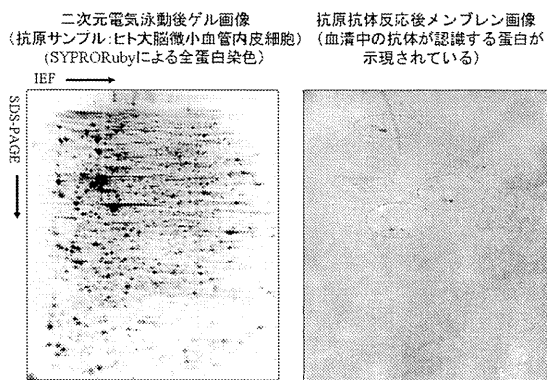 二次元電気泳動後ゲル画像
(抗原サンプル:ヒト大脳微小血管内皮細胞)
(SYPRORubyによる全蛋白染色)
IEF
SDS-PAGE
抗原抗体反応後メンブレン画像
(血漬中の抗体が認識する蛋白が
示現されている)